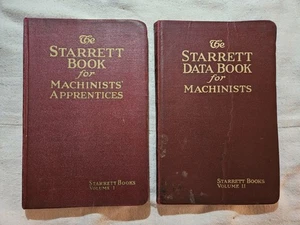 The
STARRETT
BOOK
for
MACHINISTS'
APPRENTICES
STARRETT BOOKS
VOLUME I
The
STARRETT
DATA BOOK
for
MACHINISTS
STARRETT BOOKS
VOLUME II